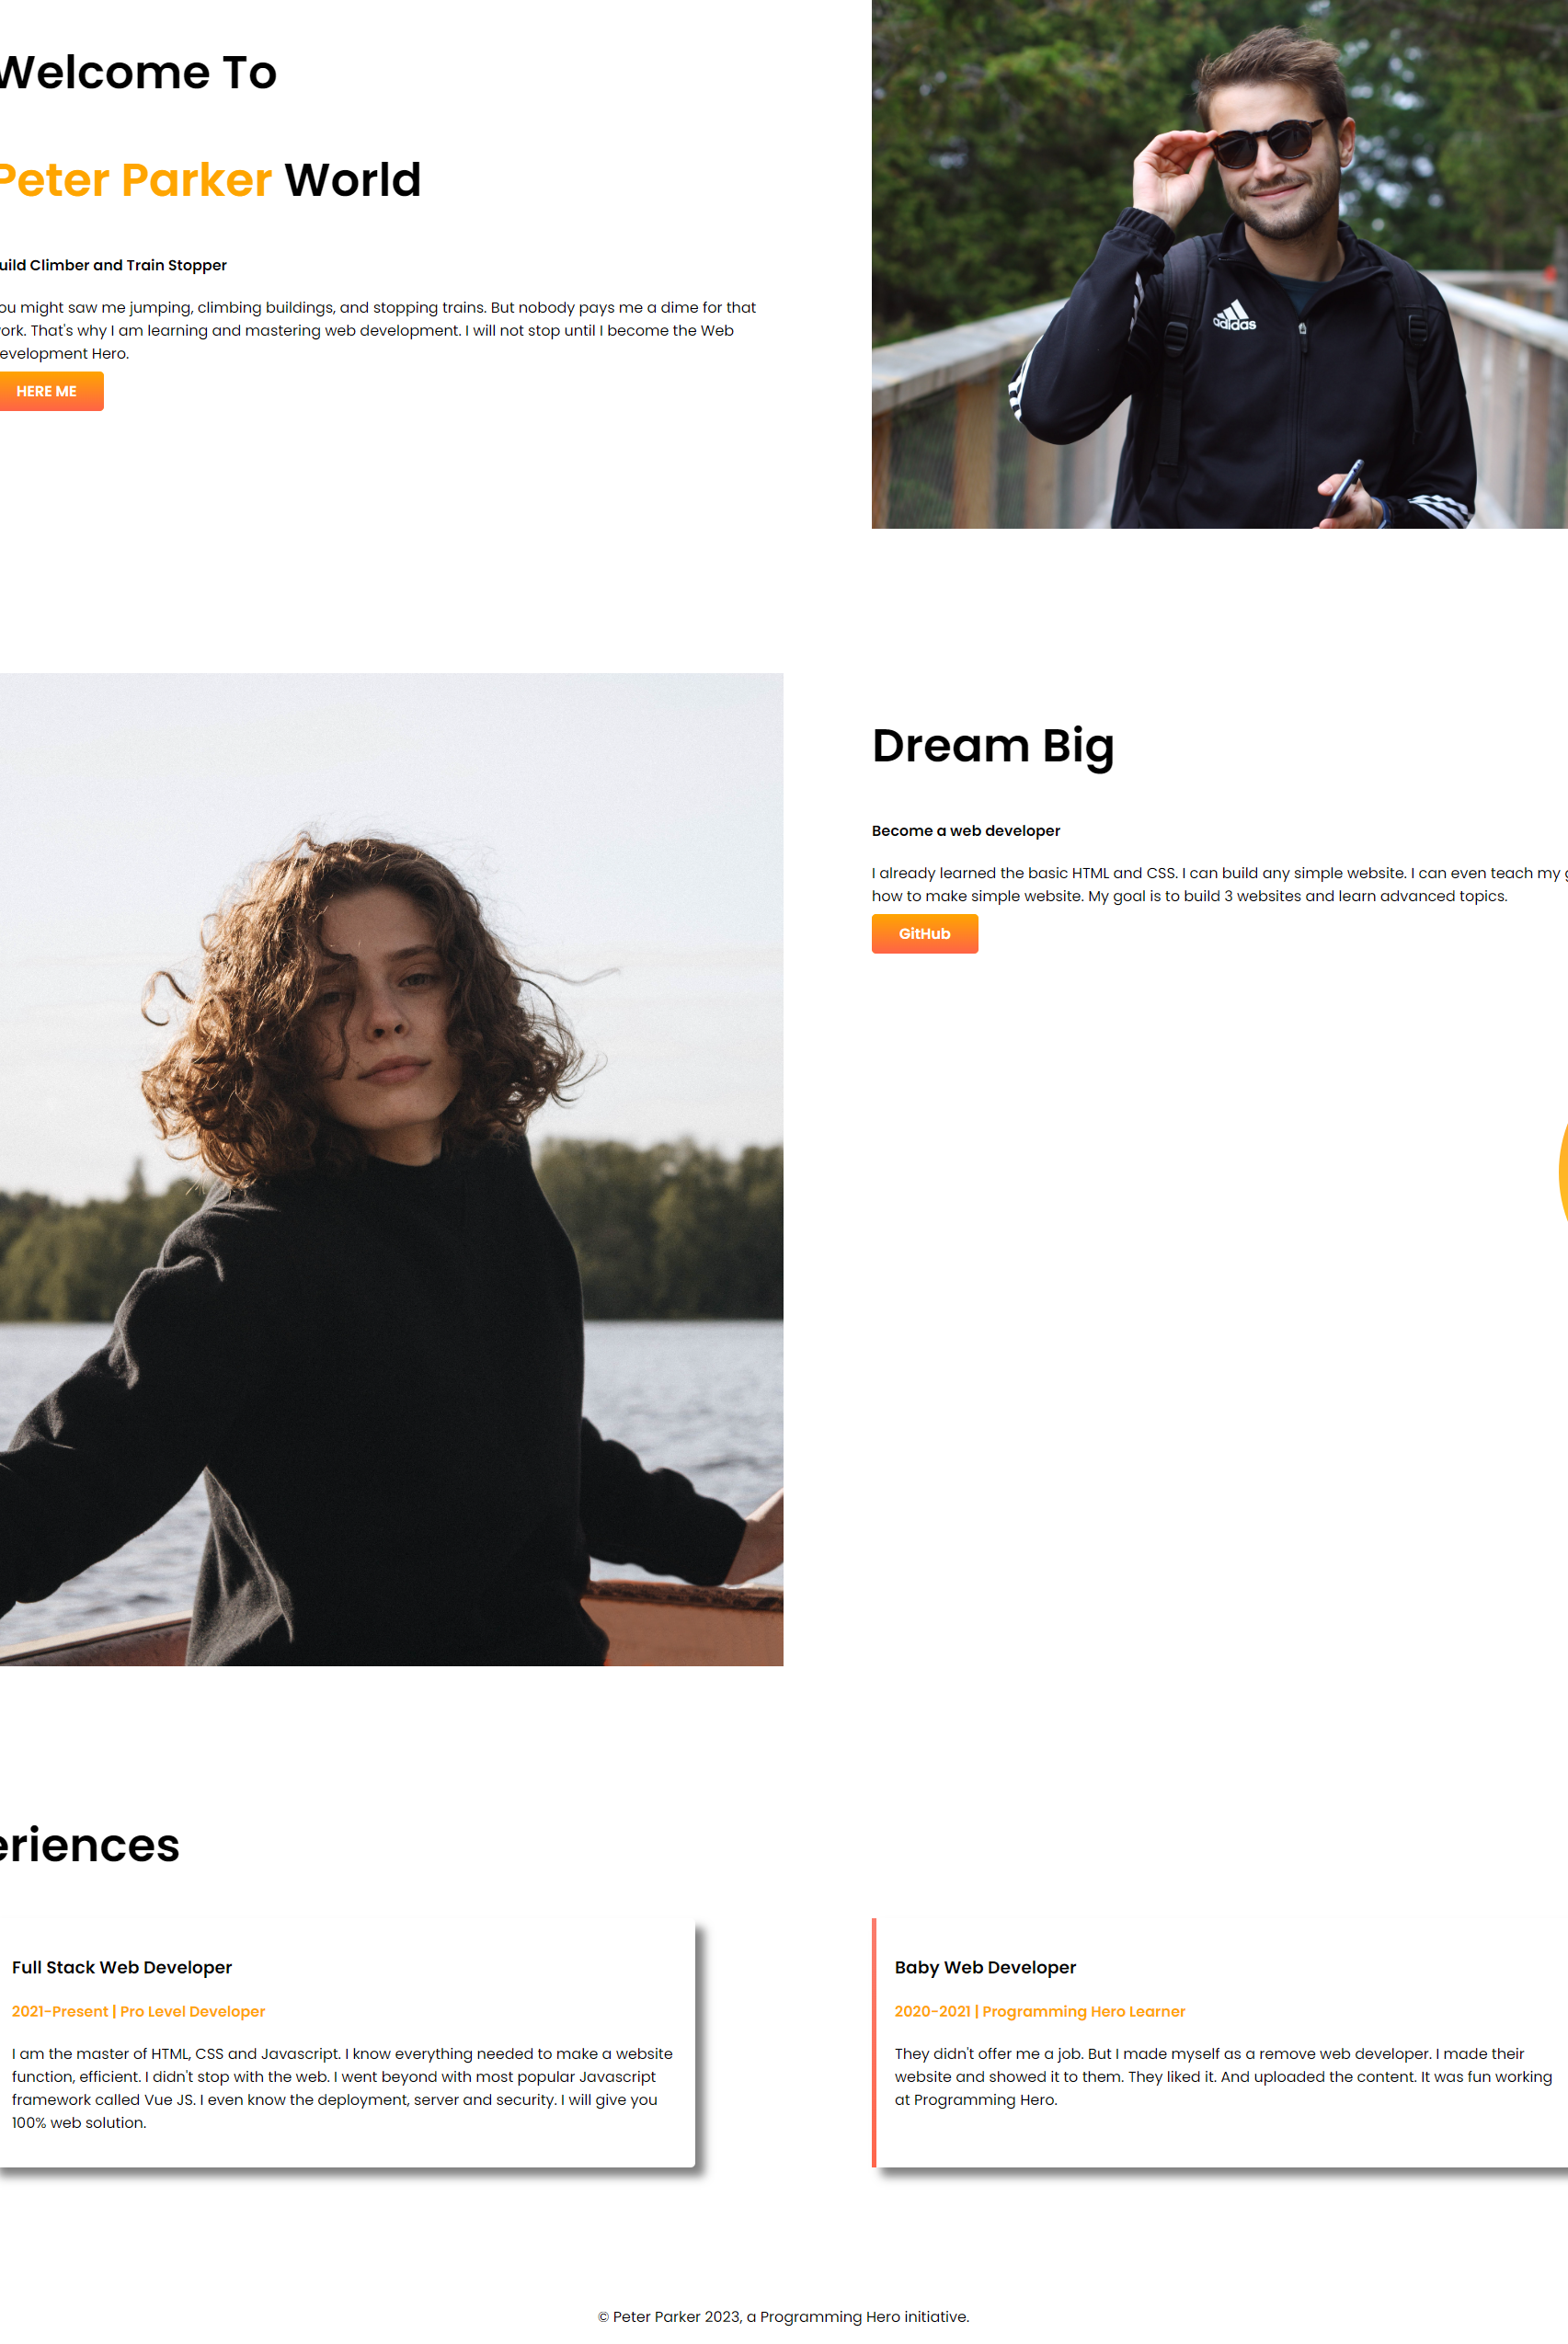 Welcome To
Peter Parker World
uild Climber and Train Stopper
ou might saw me jumping, climbing buildings, and stopping trains. But nobody pays me a dime for that
ork. That's why I am learning and mastering web development. I will not stop until I become the Web
evelopment Hero.
HERE ME
adidas
Dream Big
Become a web developer
I already learned the basic HTML and CSS. I can build any simple website. I can even teach my g
how to make simple website. My goal is to build 3 websites and learn advanced topics.
GitHub
eriences
Full Stack Web Developer
2021-Present | Pro Level Developer
I am the master of HTML, CSS and Javascript. I know everything needed to make a website
function, efficient. I didn't stop with the web. I went beyond with most popular Javascript
framework called Vue JS. I even know the deployment, server and security. I will give you
100% web solution.
Baby Web Developer
2020-2021 | Programming Hero Learner
They didn't offer me a job. But I made myself as a remove web developer. I made their
website and showed it to them. They liked it. And uploaded the content. It was fun working
at Programming Hero.
© Peter Parker 2023, a Programming Hero initiative.